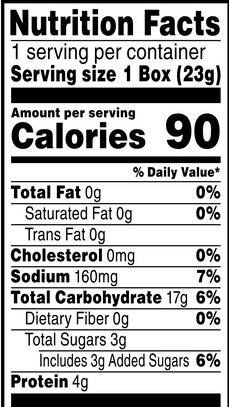 Nutrition Facts
1 serving per container
Serving size 1 Box (23g)
Amount per serving
Calories 90
% Daily Value*
Total Fat 0g 0%
Saturated Fat 0g 0%
Trans Fat 0g
Cholesterol 0mg 0%
Sodium 160mg 7%
Total Carbohydrate 17g 6%
Dietary Fiber 0g 0%
Total Sugars 3g
Includes 3g Added Sugars 6%
Protein 4g